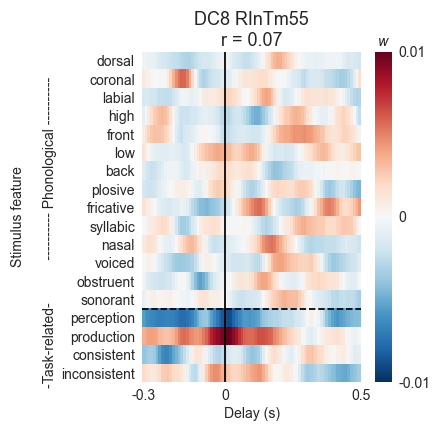 DC8 RInTm55
r = 0.07
w
dorsal
coronal
labial
high
front
low
back
plosive
fricative
syllabic
nasal
voiced
obstruent
sonorant
perception
production
consistent
inconsistent
Stimulus feature
---------- Phonological ----------
-Task-related-
-0.3
0
0.5
Delay (s)
0.01
0
-0.01